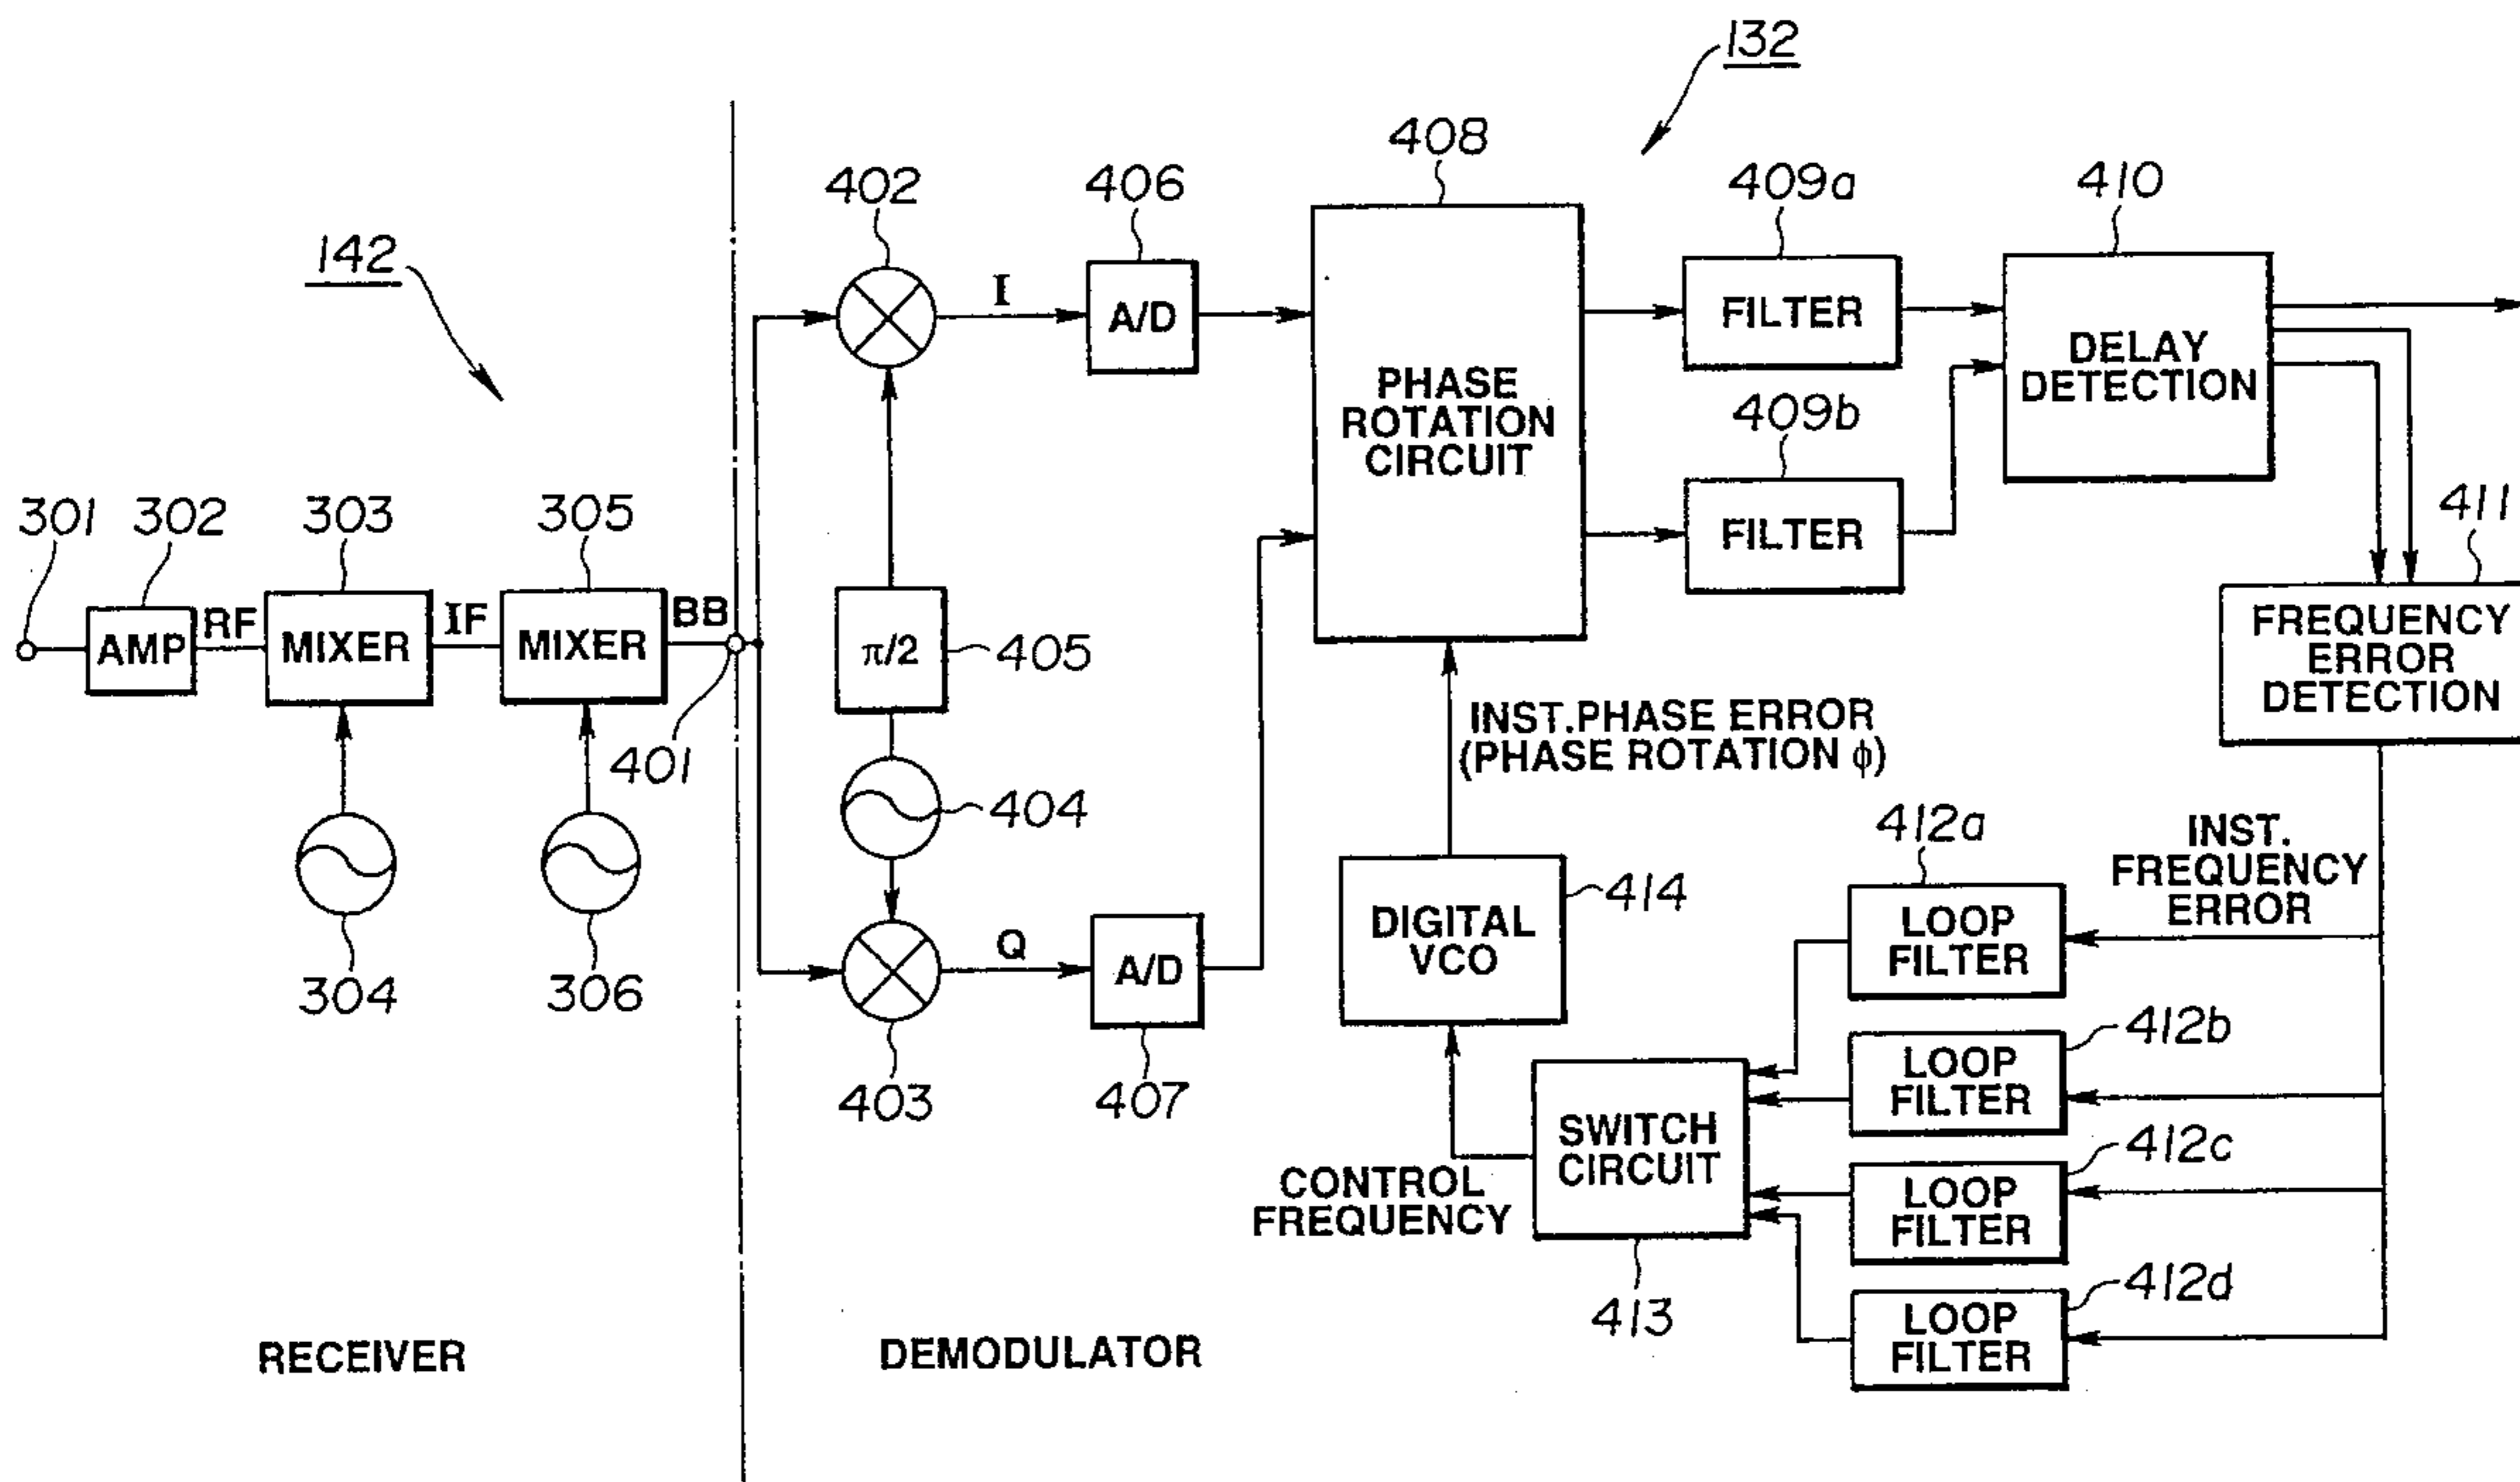 132
408
402
406
409a
410
142
I
A/D
FILTER
PHASE
ROTATION
CIRCUIT
DELAY
DETECTION
409b
FILTER
411
301
302
303
305
AMP
RF
MIXER
IF
MIXER
BB
401
π/2
405
FREQUENCY
ERROR
DETECTION
INST.PHASE ERROR
(PHASE ROTATION ϕ)
404
304
306
412a
INST.
FREQUENCY
ERROR
DIGITAL
VCO
414
LOOP
FILTER
Q
A/D
403
407
412b
LOOP
FILTER
SWITCH
CIRCUIT
412c
LOOP
FILTER
CONTROL
FREQUENCY
413
412d
LOOP
FILTER
RECEIVER
DEMODULATOR